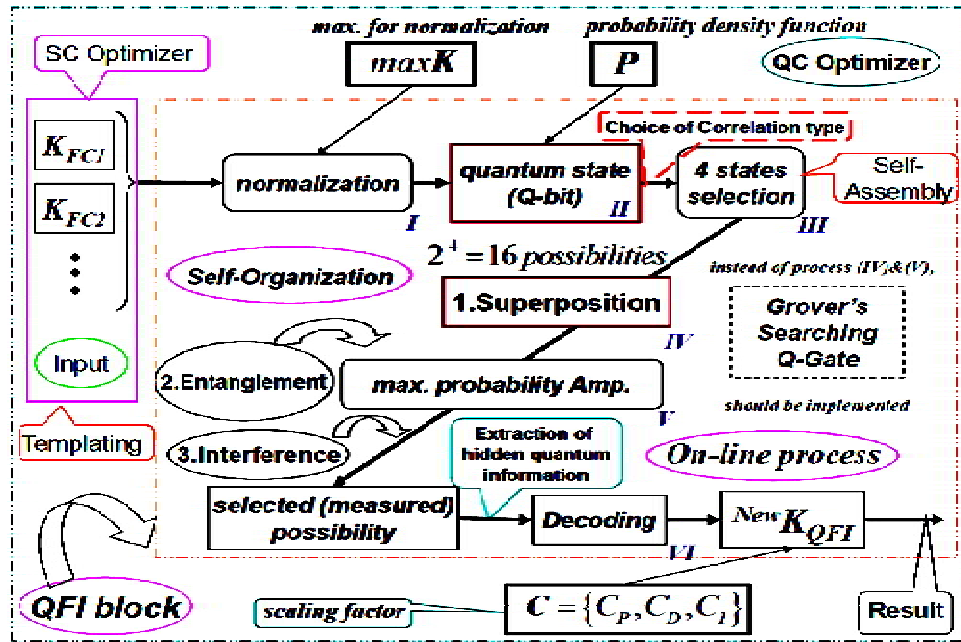 max. for normalization
probability density function
SC Optimizer
maxK
P
QC Optimizer
Choice of Correlation type
K_FC1
K_FC2
normalization
I
quantum state
(Q-bit)
II
4 states
selection
III
Self-
Assembly
2^4 = 16 possibilities
Self-Organization
instead of process (IV)&(V),
1.Superposition
IV
Grover's
Searching
Q-Gate
Input
2.Entanglement
max. probability Amp.
V
should be implemented
Templating
3.Interference
Extraction of
hidden quantum
information
On-line process
selected (measured)
possibility
Decoding
VI
New K_QFI
QFI block
scaling factor
C = {C_P, C_D, C_I}
Result